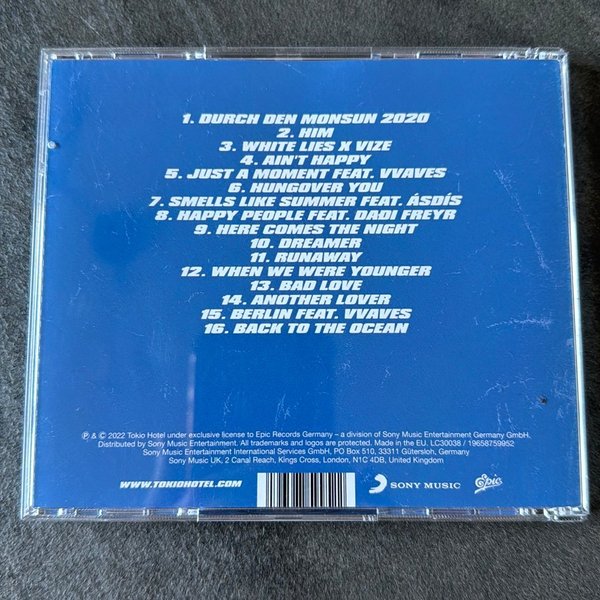 1. DURCH DEN MONSUN 2020
2. HIM
3. WHITE LIES X VIZE
4. AIN'T HAPPY
5. JUST A MOMENT FEAT. VVAVES
6. HUNGOVER YOU
7. SMELLS LIKE SUMMER FEAT. ÁSDÍS
8. HAPPY PEOPLE FEAT. DAÐI FREYR
9. HERE COMES THE NIGHT
10. DREAMER
11. RUNAWAY
12. WHEN WE WERE YOUNGER
13. BAD LOVE
14. ANOTHER LOVER
15. BERLIN FEAT. VVAVES
16. BACK TO THE OCEAN
℗ & © 2022 Tokio Hotel under exclusive license to Epic Records Germany – a division of Sony Music Entertainment Germany GmbH.
Distributed by Sony Music Entertainment. All trademarks and logos are protected. Made in the EU. LC30038 / 19658759952
Sony Music Entertainment International Services GmbH, PO Box 510, 33311 Gütersloh, Germany
Sony Music UK, 2 Canal Reach, Kings Cross, London, N1C 4DB, United Kingdom
WWW.TOKIOHOTEL.COM
SONY MUSIC
Epic